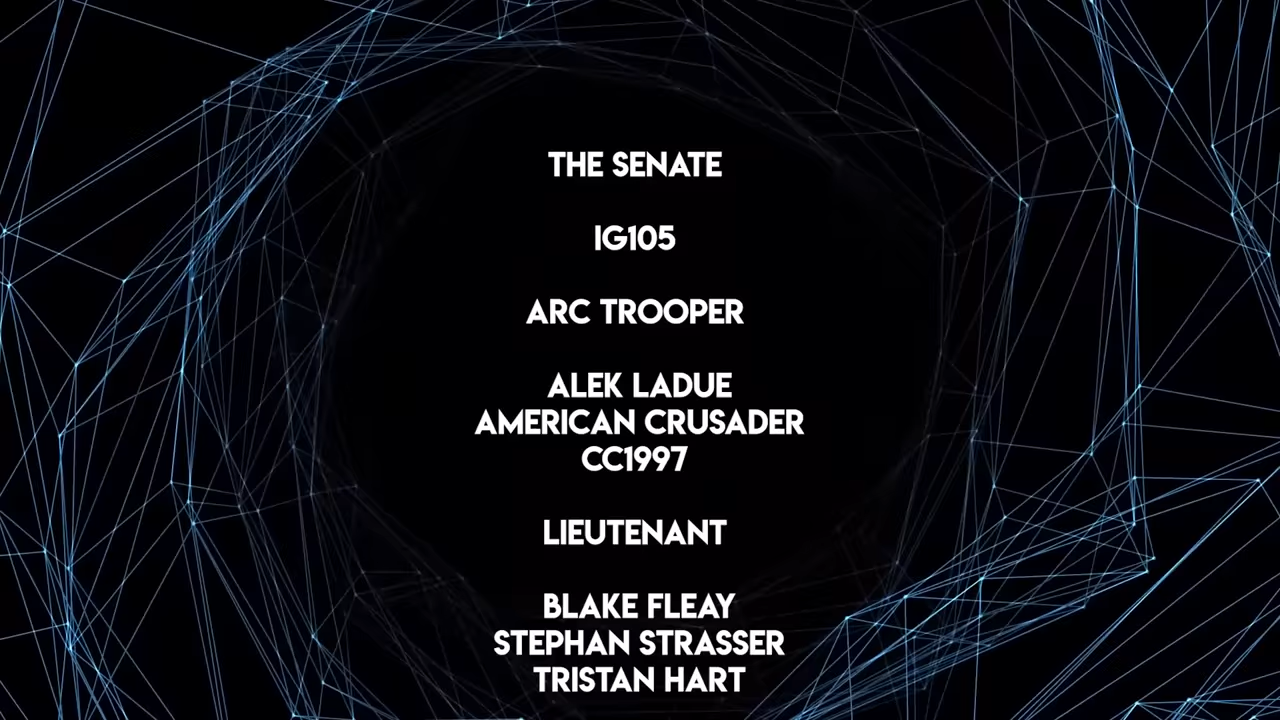 THE SENATE
IG105
ARC TROOPER
ALEK LADUE
AMERICAN CRUSADER
CC1997
LIEUTENANT
BLAKE FLEAY
STEPHAN STRASSER
TRISTAN HART